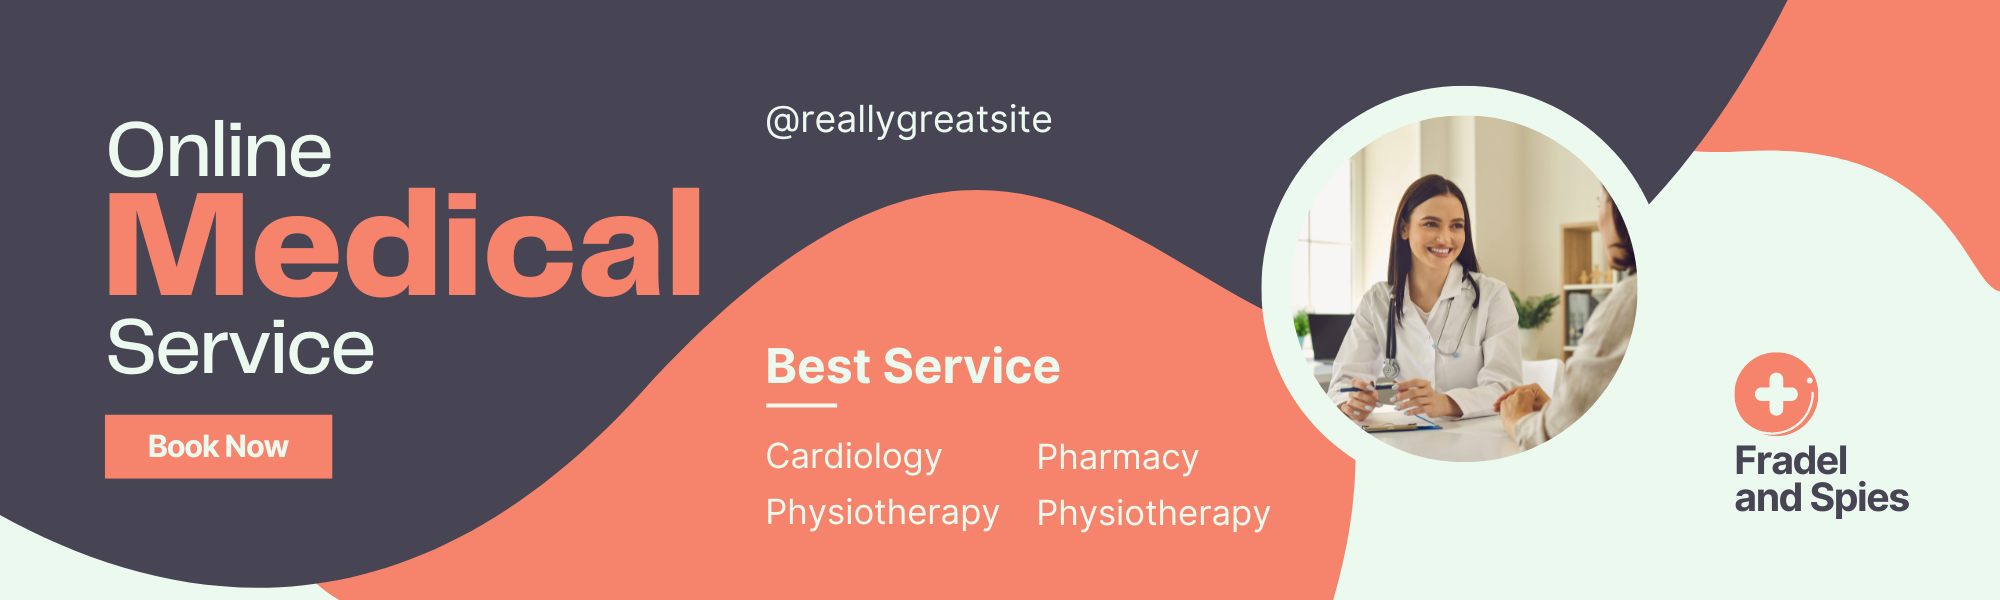 Online
Medical
Service
Book Now
@reallygreatsite
Best Service
Cardiology
Physiotherapy
Pharmacy
Physiotherapy
Fradel
and Spies